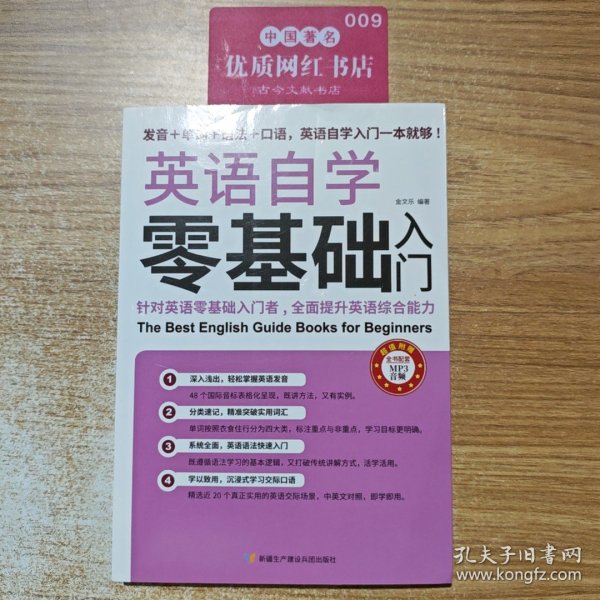 009
中国著名
优质网红书店
古今文献书店
发音＋单词＋语法＋口语，英语自学入门一本就够！
英语自学
金文乐 编著
零基础入门
针对英语零基础入门者，全面提升英语综合能力
The Best English Guide Books for Beginners
超值附赠
全书配套
MP3
音频
1 深入浅出，轻松掌握英语发音
48 个国际音标表格化呈现，既讲方法，又有实例。
2 分类速记，精准突破实用词汇
单词按照衣食住行分为四大类，标注重点与非重点，学习目标更明确。
3 系统全面，英语语法快速入门
既遵循语法学习的基本逻辑，又打破传统讲解方式，活学活用。
4 学以致用，沉浸式学习交际口语
精选近 20 个真正实用的英语交际场景，中英文对照，即学即用。
新疆生产建设兵团出版社
孔夫子旧书网
www.kongfz.com